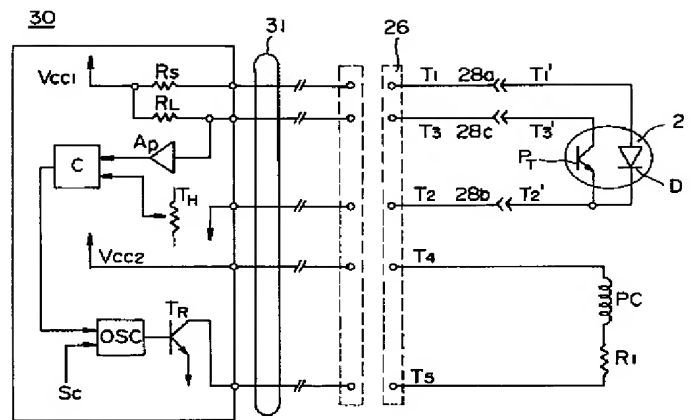 30
31
26
Vcc1
Rs
RL
T1 28a T1'
T3 28c T3'
2
AP
C
TH
PT
D
T2 28b T2'
Vcc2
T4
PC
TR
OSC
R1
Sc
T5